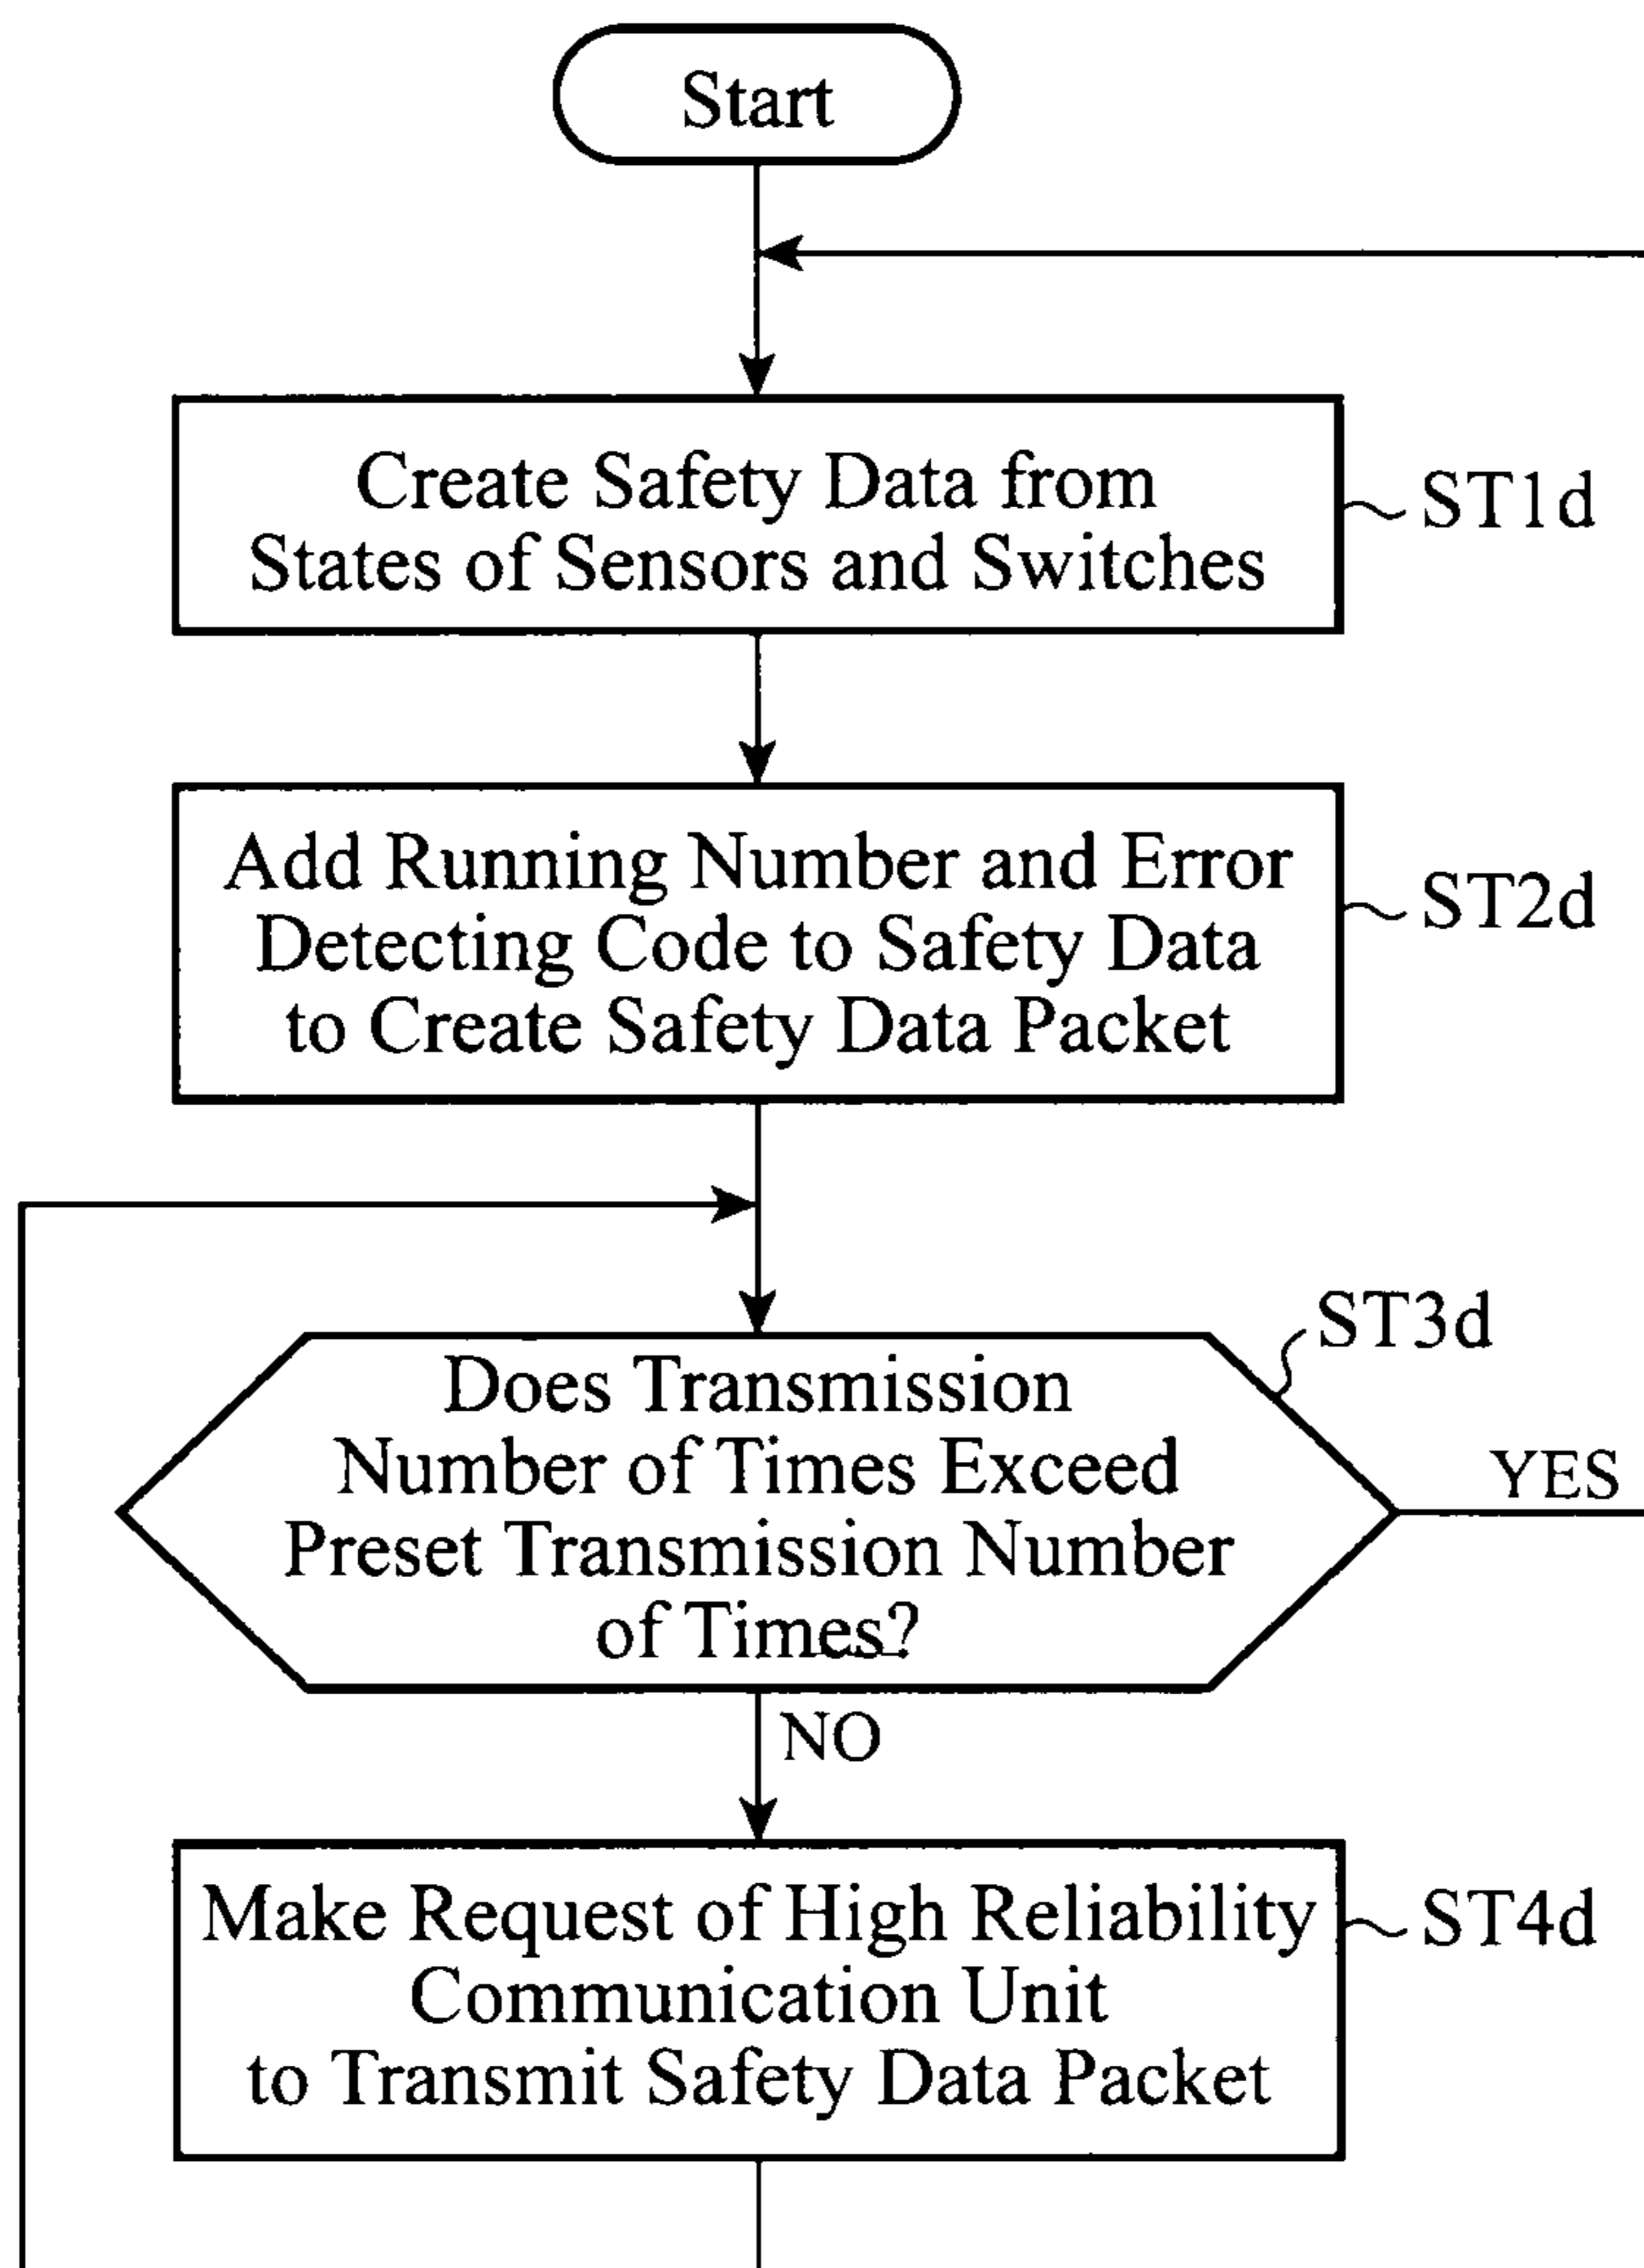 Start
Create Safety Data from
States of Sensors and Switches
ST1d
Add Running Number and Error
Detecting Code to Safety Data
to Create Safety Data Packet
ST2d
ST3d
Does Transmission
Number of Times Exceed
Preset Transmission Number
of Times?
YES
NO
Make Request of High Reliability
Communication Unit
to Transmit Safety Data Packet
ST4d